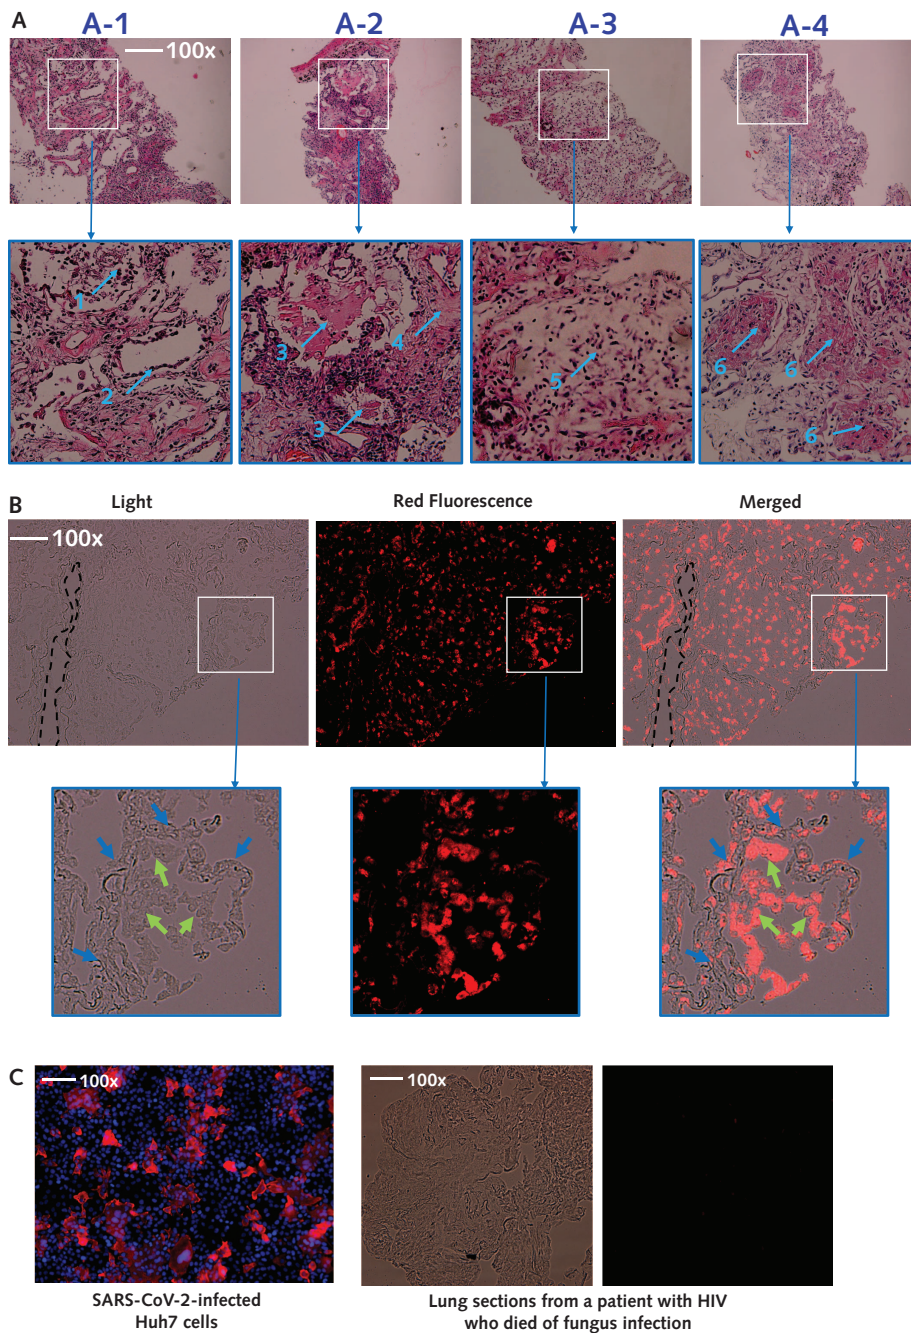 A
A-1
A-2
A-3
A-4
100x
1
2
3
3
4
5
6
6
6
B
Light
Red Fluorescence
Merged
100x
C
100x
100x
SARS-CoV-2-infected
Huh7 cells
Lung sections from a patient with HIV
who died of fungus infection